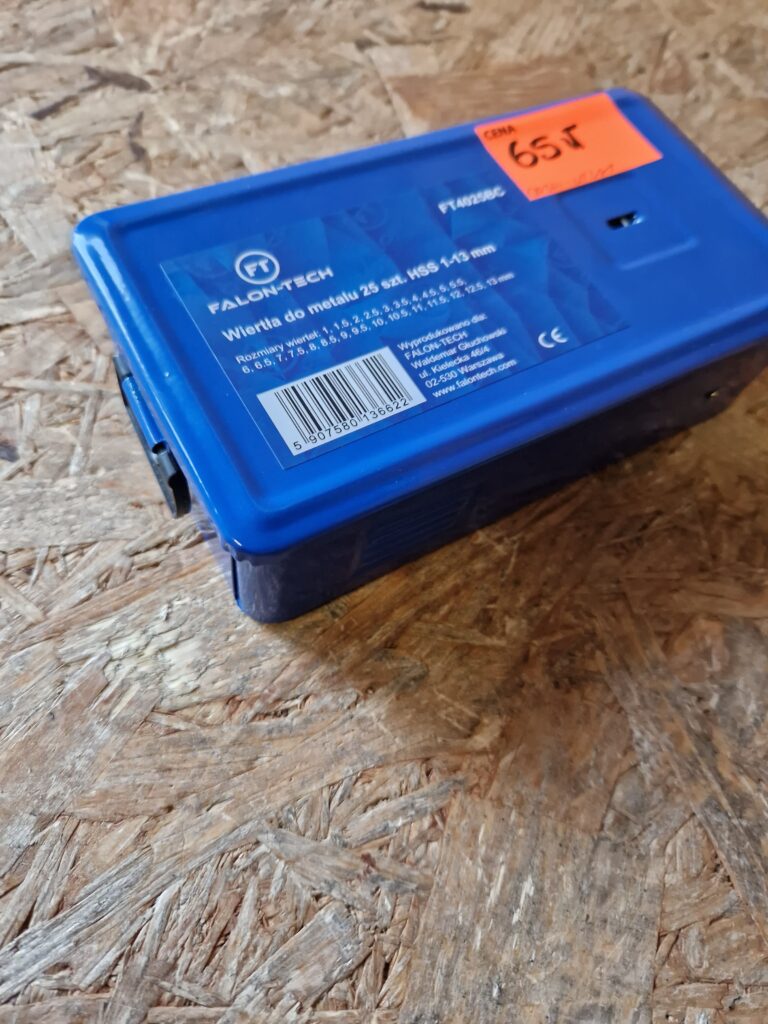 CENA
65
FT4025BC
FT
FALON-TECH
Wiertła do metalu 25 szt. HSS 1-13 mm
Rozmiary wierteł: 1, 1.5, 2, 2.5, 3, 3.5, 4, 4.5, 5, 5.5,
6, 6.5, 7, 7.5, 8, 8.5, 9, 9.5, 10, 10.5, 11, 11.5, 12, 12.5, 13 mm
Wyprodukowano dla:
FALON-TECH
Waldemar Głuchowski
ul. Kielecka 46/4
02-530 Warszawa
www.falontech.com
CE
5 907580 136622